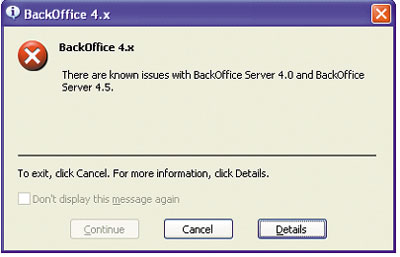 BackOffice 4.x
BackOffice 4.x
There are known issues with BackOffice Server 4.0 and BackOffice
Server 4.5.
To exit, click Cancel. For more information, click Details.
Don't display this message again
Continue
Cancel
Details